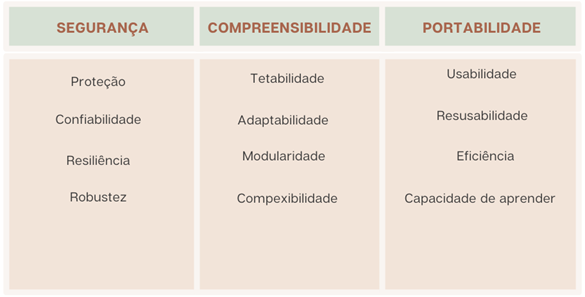 SEGURANÇA
COMPREENSIBILIDADE
PORTABILIDADE
Proteção
Confiabilidade
Resiliência
Robustez
Tetabilidade
Adaptabilidade
Modularidade
Compexibilidade
Usabilidade
Resusabilidade
Eficiência
Capacidade de aprender